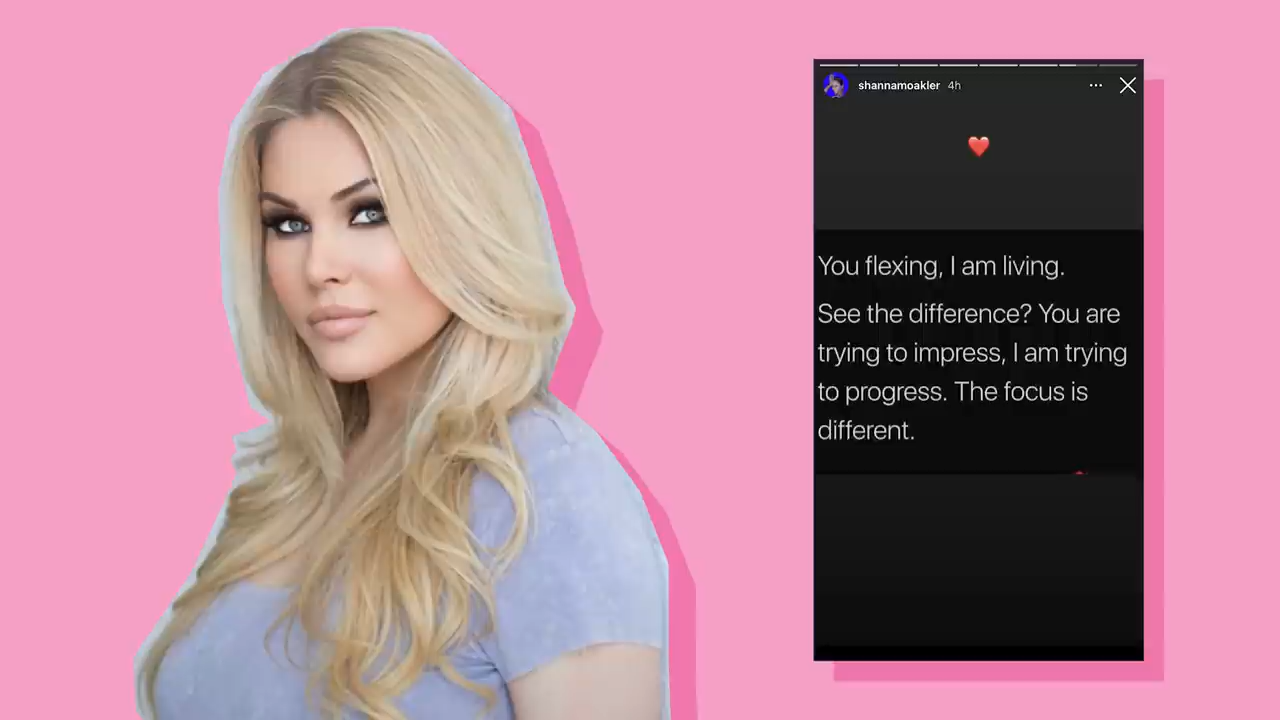 shannamoakler 4h
❤️
You flexing, I am living.
See the difference? You are
trying to impress, I am trying
to progress. The focus is
different.